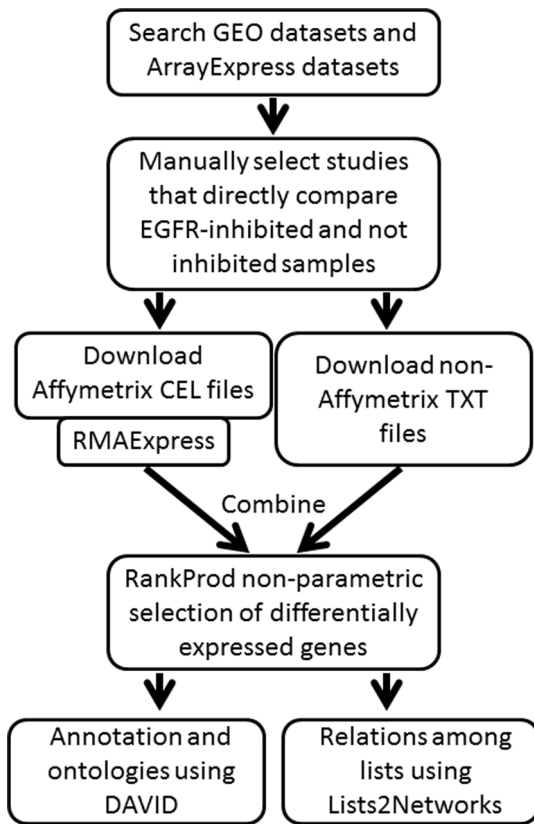 Search GEO datasets and
ArrayExpress datasets
Manually select studies
that directly compare
EGFR-inhibited and not
inhibited samples
Download
Affymetrix CEL files
RMAExpress
Download non-
Affymetrix TXT
files
Combine
RankProd non-parametric
selection of differentially
expressed genes
Annotation and
ontologies using
DAVID
Relations among
lists using
Lists2Networks